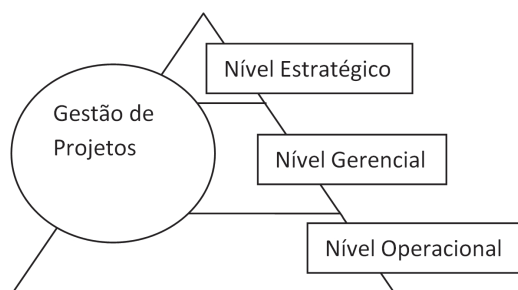 Nível Estratégico
Gestão de
Projetos
Nível Gerencial
Nível Operacional